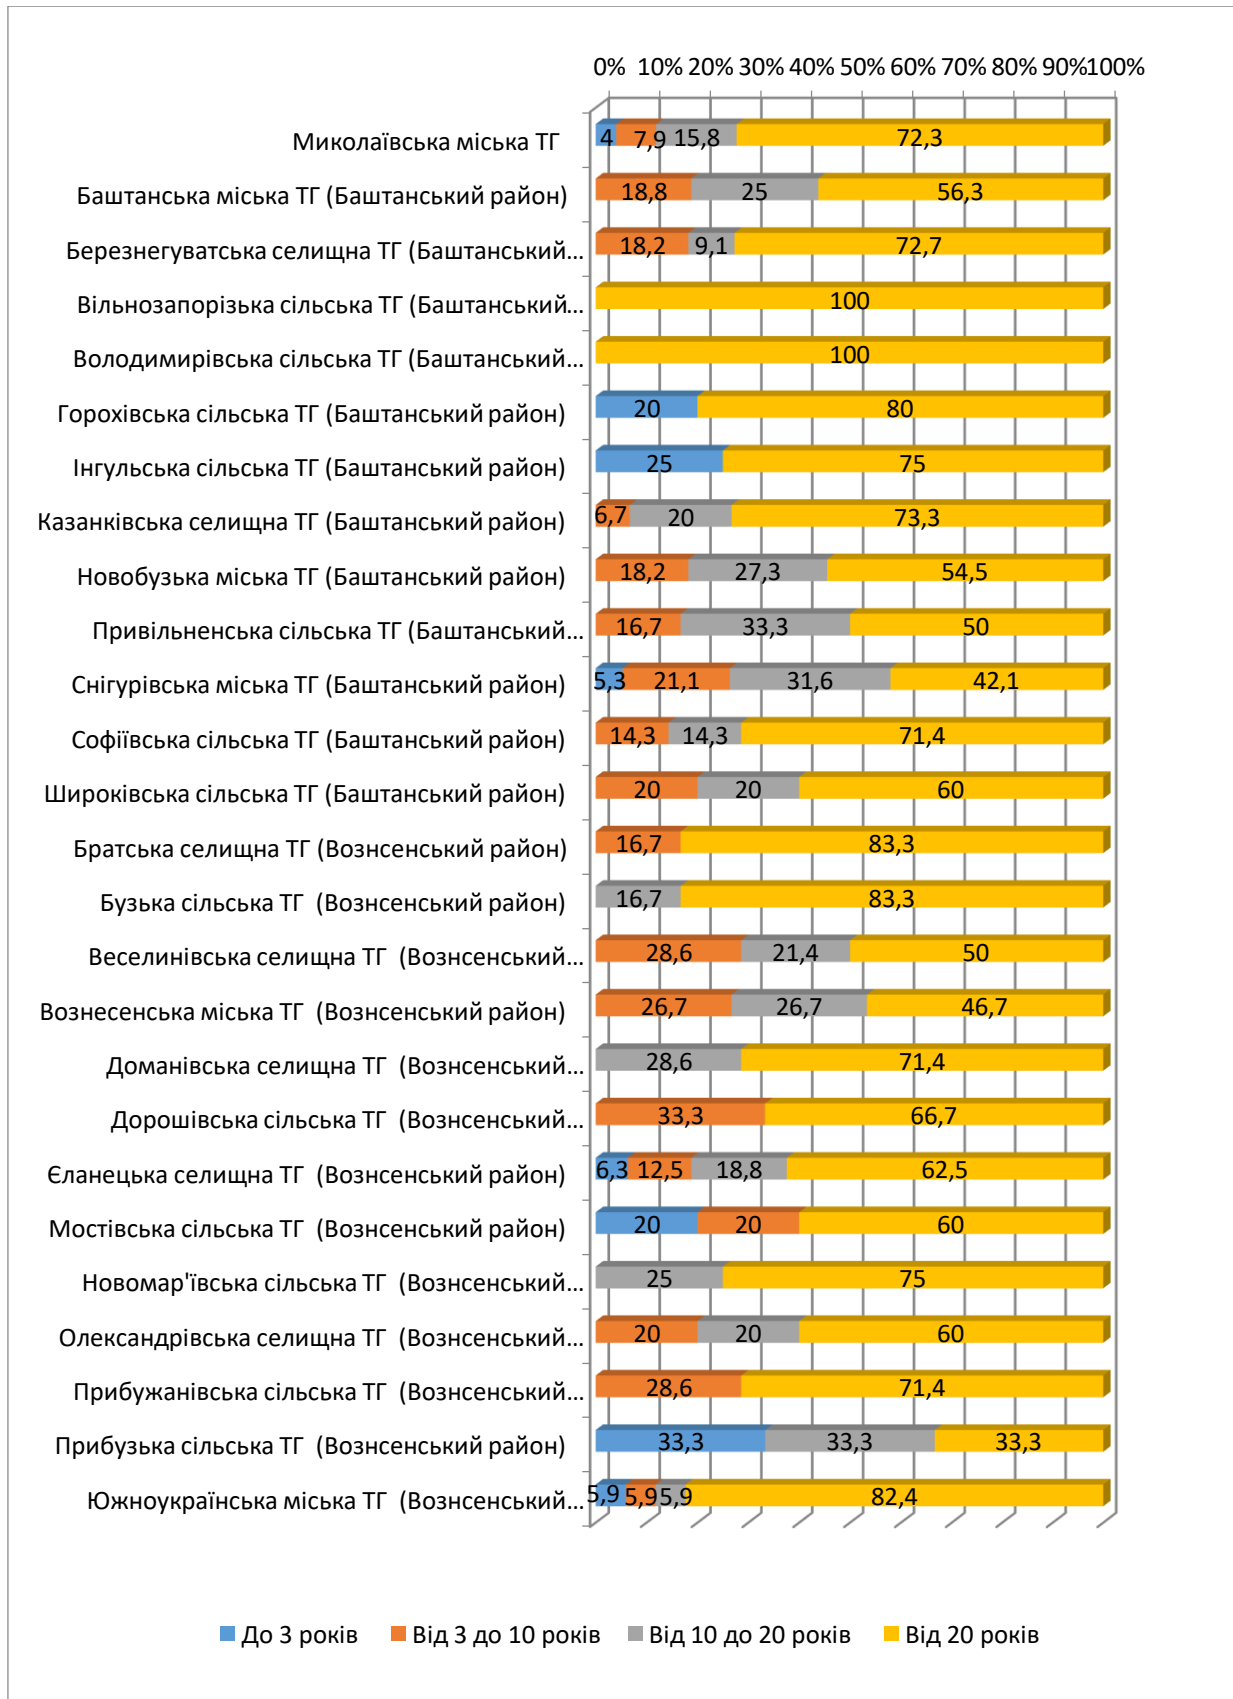 0% 10% 20% 30% 40% 50% 60% 70% 80% 90% 100%
Миколаївська міська ТГ 4 7,9 15,8 72,3
Баштанська міська ТГ (Баштанський район) 18,8 25 56,3
Березнегуватська селищна ТГ (Баштанський... 18,2 9,1 72,7
Вільнозапорізька сільська ТГ (Баштанський... 100
Володимирівська сільська ТГ (Баштанський... 100
Горохівська сільська ТГ (Баштанський район) 20 80
Інгульська сільська ТГ (Баштанський район) 25 75
Казанківська селищна ТГ (Баштанський район) 6,7 20 73,3
Новобузька міська ТГ (Баштанський район) 18,2 27,3 54,5
Привільненська сільська ТГ (Баштанський... 16,7 33,3 50
Снігурівська міська ТГ (Баштанський район) 5,3 21,1 31,6 42,1
Софіївська сільська ТГ (Баштанський район) 14,3 14,3 71,4
Широківська сільська ТГ (Баштанський район) 20 20 60
Братська селищна ТГ (Вознсенський район) 16,7 83,3
Бузька сільська ТГ (Вознсенський район) 16,7 83,3
Веселинівська селищна ТГ (Вознсенський... 28,6 21,4 50
Вознесенська міська ТГ (Вознсенський район) 26,7 26,7 46,7
Доманівська селищна ТГ (Вознсенський... 28,6 71,4
Дорошівська сільська ТГ (Вознсенський... 33,3 66,7
Єланецька селищна ТГ (Вознсенський район) 6,3 12,5 18,8 62,5
Мостівська сільська ТГ (Вознсенський район) 20 20 60
Новомар'ївська сільська ТГ (Вознсенський... 25 75
Олександрівська селищна ТГ (Вознсенський... 20 20 60
Прибужанівська сільська ТГ (Вознсенський... 28,6 71,4
Прибузька сільська ТГ (Вознсенський район) 33,3 33,3 33,3
Южноукраїнська міська ТГ (Вознсенський... 5,9 5,9 5,9 82,4
До 3 років Від 3 до 10 років Від 10 до 20 років Від 20 років